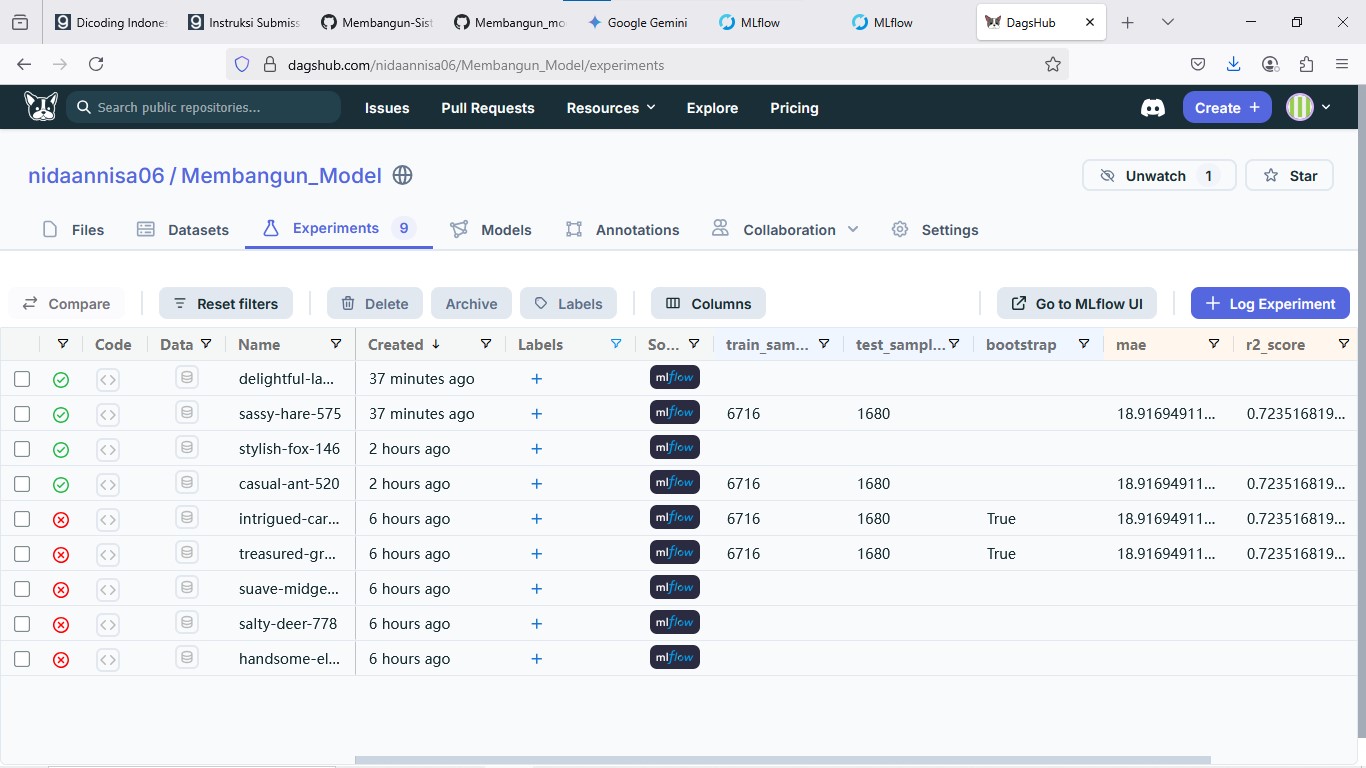 Dicoding Indones
Instruksi Submiss
Membangun-Sist
Membangun_mo
Google Gemini
MLflow
MLflow
DagsHub
dagshub.com/nidaannisa06/Membangun_Model/experiments
Search public repositories...
Issues
Pull Requests
Resources
Explore
Pricing
Create +
nidaannisa06 / Membangun_Model
Unwatch 1
Star
Files
Datasets
Experiments 9
Models
Annotations
Collaboration
Settings
Compare
Reset filters
Delete
Archive
Labels
Columns
Go to MLflow UI
+ Log Experiment
Code Data Name Created ↓ Labels So... train_sam... test_sampl... bootstrap mae r2_score
delightful-la... 37 minutes ago + mlflow
sassy-hare-575 37 minutes ago + mlflow 6716 1680 18.91694911... 0.723516819...
stylish-fox-146 2 hours ago + mlflow
casual-ant-520 2 hours ago + mlflow 6716 1680 18.91694911... 0.723516819...
intrigued-car... 6 hours ago + mlflow 6716 1680 True 18.91694911... 0.723516819...
treasured-gr... 6 hours ago + mlflow 6716 1680 True 18.91694911... 0.723516819...
suave-midge... 6 hours ago + mlflow
salty-deer-778 6 hours ago + mlflow
handsome-el... 6 hours ago + mlflow